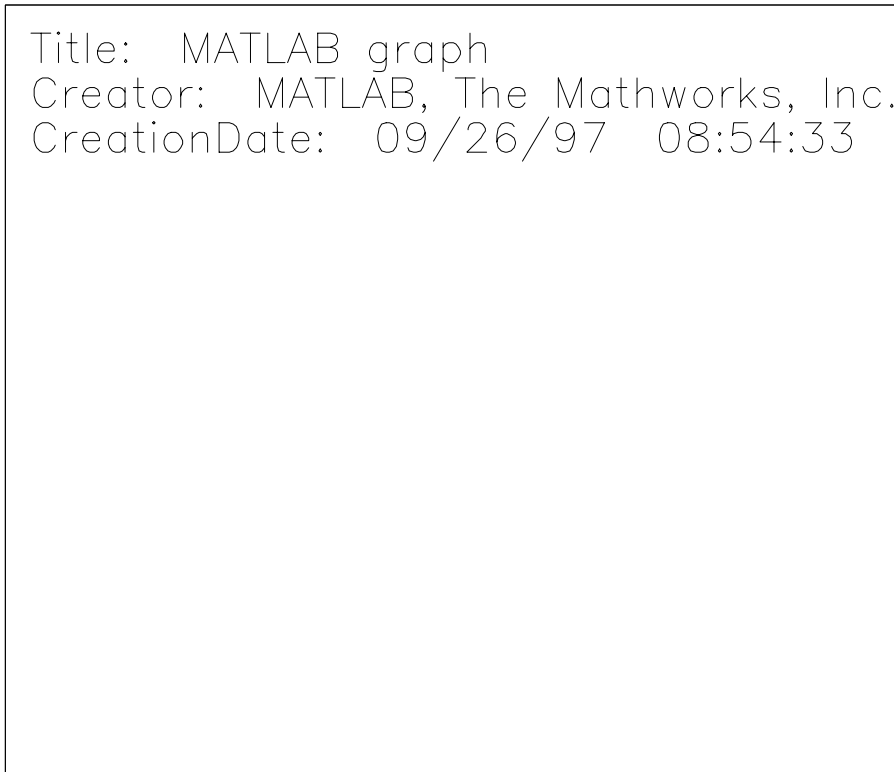 Title: MATLAB graph
Creator: MATLAB, The Mathworks, Inc.
CreationDate: 09/26/97 08:54:33